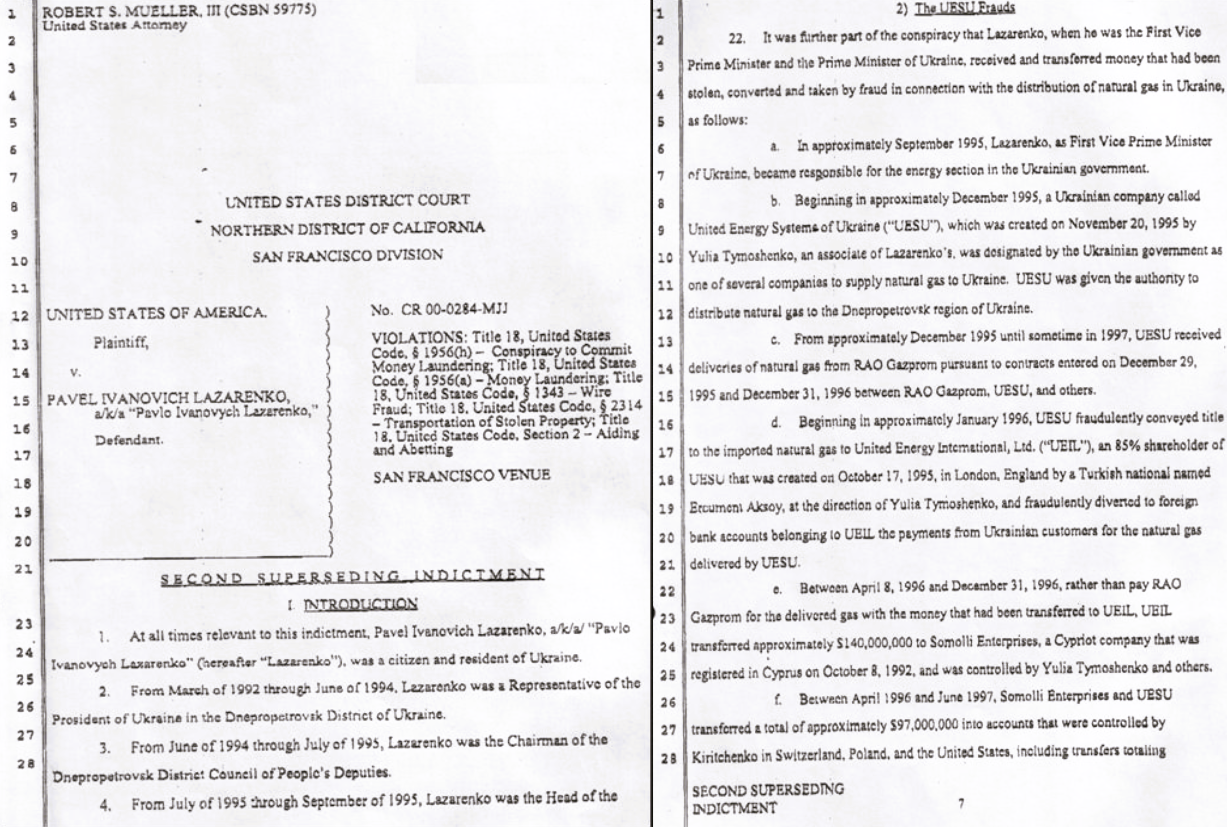 1 ROBERT S. MUELLER, III (CSBN 59775)
United States Attorney
2
3
4
5
6
7
8 UNITED STATES DISTRICT COURT
9 NORTHERN DISTRICT OF CALIFORNIA
10 SAN FRANCISCO DIVISION
11
12 UNITED STATES OF AMERICA,
13 Plaintiff,
14 v.
15 PAVEL IVANOVICH LAZARENKO,
a/k/a "Pavlo Ivanovych Lazarenko,"
16
Defendant.
17
18
19
20
No. CR 00-0284-MJJ
VIOLATIONS: Title 18, United States
Code, § 1956(h) – Conspiracy to Commit
Money Laundering; Title 18, United States
Code, § 1956(a) – Money Laundering; Title
18, United States Code, § 1343 – Wire
Fraud; Title 18, United States Code, § 2314
– Transportation of Stolen Property; Title
18, United States Code, Section 2 – Aiding
and Abetting
SAN FRANCISCO VENUE
21 SECOND SUPERSEDING INDICTMENT
I. INTRODUCTION
23 1. At all times relevant to this indictment, Pavel Ivanovich Lazarenko, a/k/a/ "Pavlo
24 Ivanovych Laxarenko" (hereafter "Lazarenko"), was a citizen and resident of Ukraine.
25 2. From March of 1992 through June of 1994, Lazarenko was a Representative of the
26 President of Ukraine in the Dnepropetrovsk District of Ukraine.
27 3. From June of 1994 through July of 1995, Lazarenko was the Chairman of the
28 Dnepropetrovsk District Council of People's Deputies.
4. From July of 1995 through September of 1995, Lazarenko was the Head of the
1 2) The UESU Frauds
2 22. It was further part of the conspiracy that Lazarenko, when he was the First Vice
3 Prime Minister and the Prime Minister of Ukraine, received and transferred money that had been
4 stolen, converted and taken by fraud in connection with the distribution of natural gas in Ukraine,
5 as follows:
6 a. In approximately September 1995, Lazarenko, as First Vice Prime Minister
7 of Ukraine, became responsible for the energy section in the Ukrainian government.
8 b. Beginning in approximately December 1995, a Ukrainian company called
9 United Energy Systems of Ukraine ("UESU"), which was created on November 20, 1995 by
10 Yulia Tymoshenko, an associate of Lazarenko's, was designated by the Ukrainian government as
11 one of several companies to supply natural gas to Ukraine. UESU was given the authority to
12 distribute natural gas to the Dnepropetrovsk region of Ukraine.
13 c. From approximately December 1995 until sometime in 1997, UESU received
14 deliveries of natural gas from RAO Gazprom pursuant to contracts entered on December 29,
15 1995 and December 31, 1996 between RAO Gazprom, UESU, and others.
16 d. Beginning in approximately January 1996, UESU fraudulently conveyed title
17 to the imported natural gas to United Energy International, Ltd. ("UEIL"), an 85% shareholder of
18 UESU that was created on October 17, 1995, in London, England by a Turkish national named
19 Ercument Aksoy, at the direction of Yulia Tymoshenko, and fraudulently diverted to foreign
20 bank accounts belonging to UEIL the payments from Ukrainian customers for the natural gas
21 delivered by UESU.
22 e. Between April 8, 1996 and December 31, 1996, rather than pay RAO
23 Gazprom for the delivered gas with the money that had been transferred to UEIL, UEIL
24 transferred approximately $140,000,000 to Somolli Enterprises, a Cypriot company that was
25 registered in Cyprus on October 8, 1992, and was controlled by Yulia Tymoshenko and others.
26 f. Between April 1996 and June 1997, Somolli Enterprises and UESU
27 transferred a total of approximately $97,000,000 into accounts that were controlled by
28 Kiritchenko in Switzerland, Poland, and the United States, including transfers totaling
SECOND SUPERSEDING
INDICTMENT 7